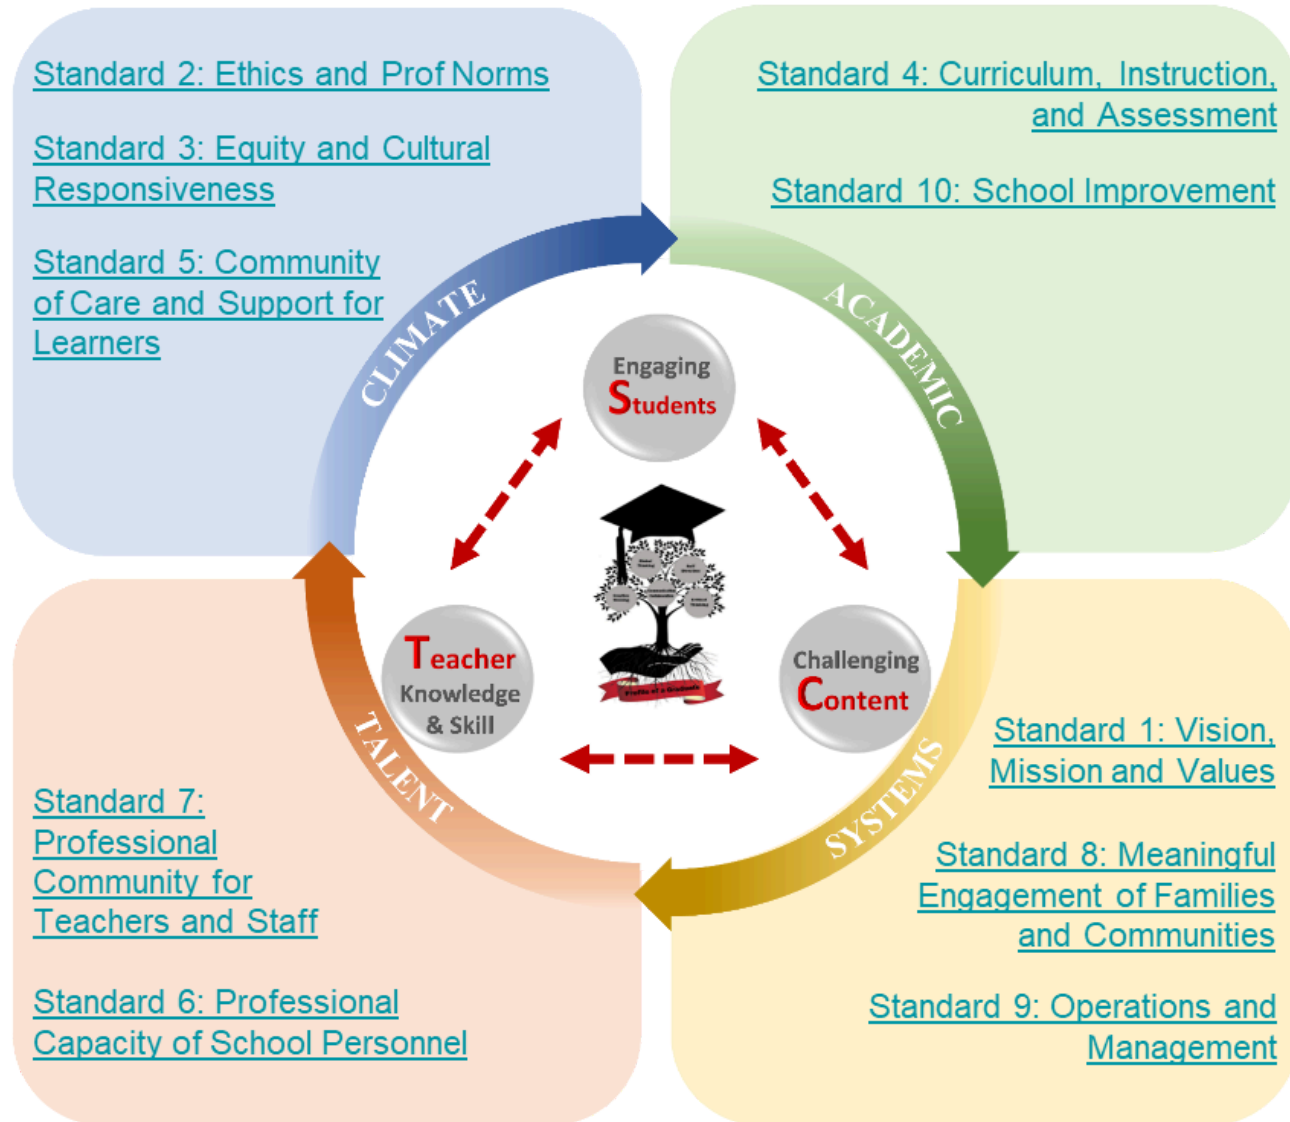 Standard 2: Ethics and Prof Norms
Standard 3: Equity and Cultural
Responsiveness
Standard 5: Community
of Care and Support for
Learners
Standard 4: Curriculum, Instruction,
and Assessment
Standard 10: School Improvement
CLIMATE
ACADEMIC
Engaging
Students
Teacher
Knowledge
& Skill
Challenging
Content
Profile of a Graduate
TALENT
SYSTEMS
Standard 7:
Professional
Community for
Teachers and Staff
Standard 6: Professional
Capacity of School Personnel
Standard 1: Vision,
Mission and Values
Standard 8: Meaningful
Engagement of Families
and Communities
Standard 9: Operations and
Management